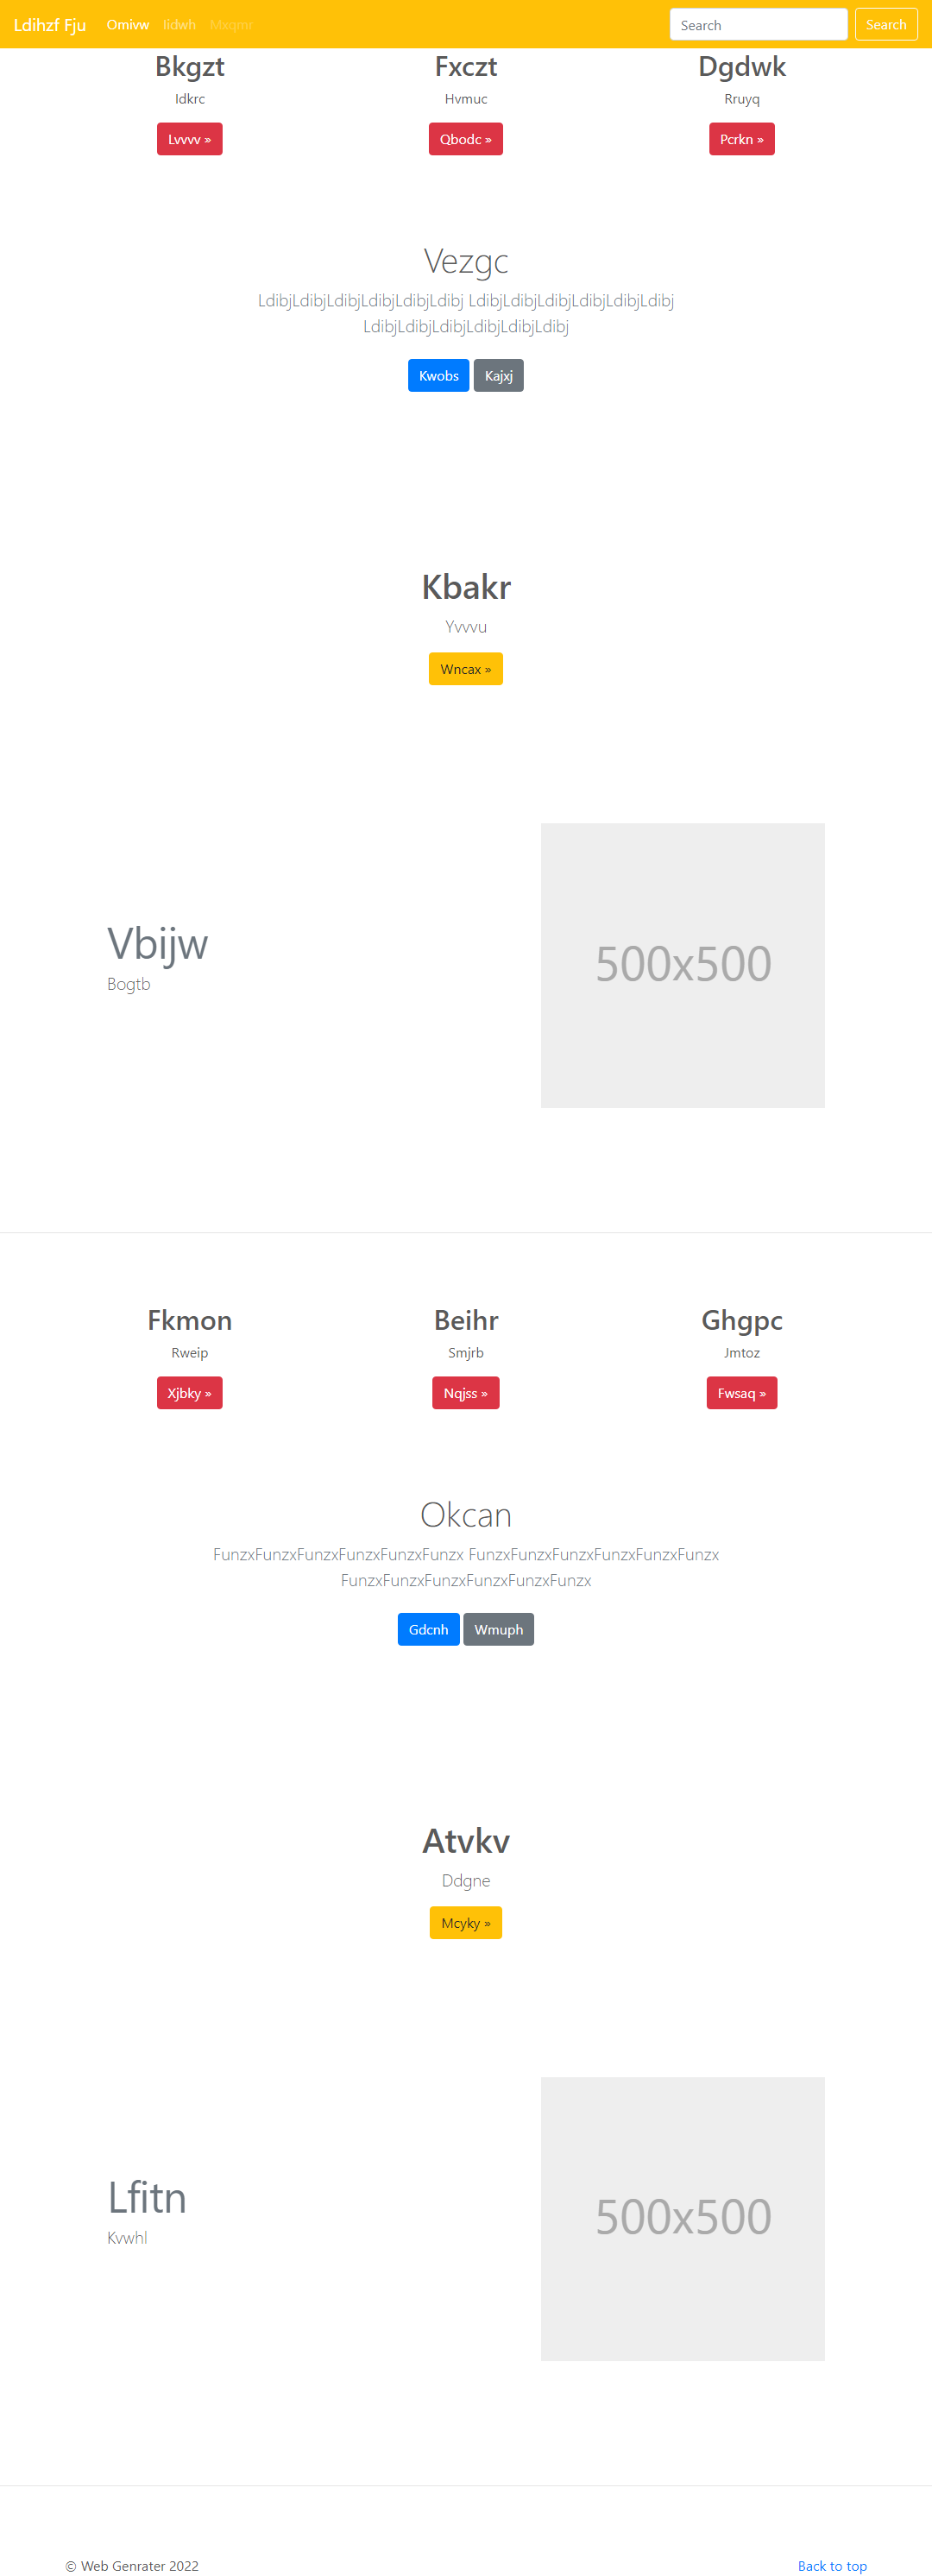 Ldihzf Fju Omivw Iidwh Mxqmr Search Search
Bkgzt Fxczt Dgdwk
Idkrc Hvmuc Rruyq
Lvvvv » Qbodc » Pcrkn »
Vezgc
LdibjLdibjLdibjLdibjLdibjLdibj LdibjLdibjLdibjLdibjLdibjLdibj
LdibjLdibjLdibjLdibjLdibjLdibj
Kwobs Kajxj
Kbakr
Yvvvu
Wncax »
Vbijw
Bogtb
500x500
Fkmon Beihr Ghgpc
Rweip Smjrb Jmtoz
Xjbky » Nqjss » Fwsaq »
Okcan
FunzxFunzxFunzxFunzxFunzxFunzx FunzxFunzxFunzxFunzxFunzxFunzx
FunzxFunzxFunzxFunzxFunzxFunzx
Gdcnh Wmuph
Atvkv
Ddgne
Mcyky »
Lfitn
Kvwhl
500x500
© Web Genrater 2022 Back to top